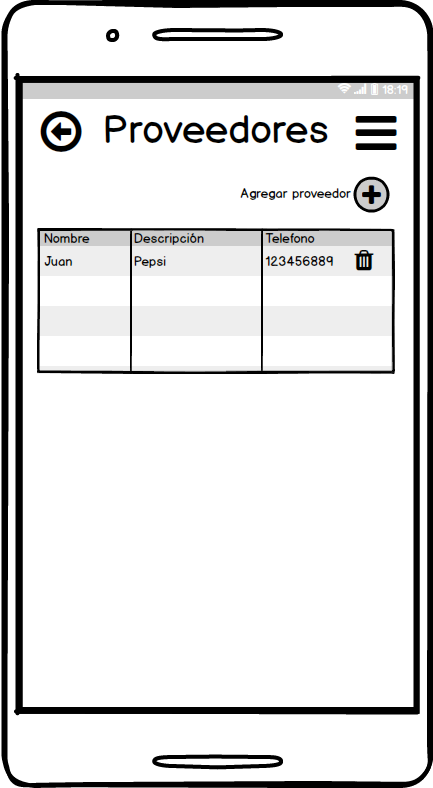 18:19
Proveedores
Agregar proveedor
Nombre Descripción Telefono
Juan Pepsi 123456889